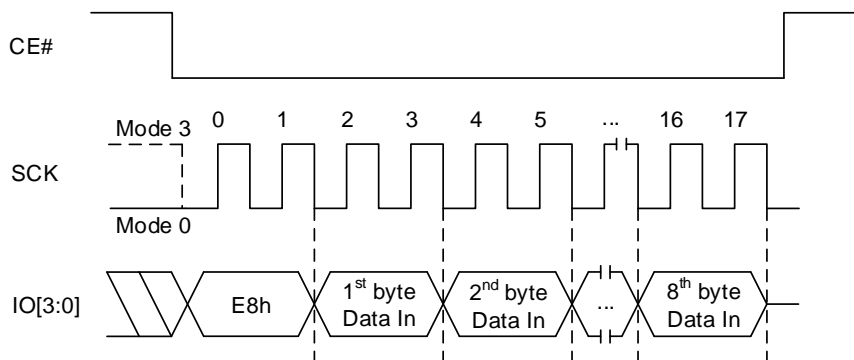 CE#
0 1 2 3 4 5 ... 16 17
Mode 3
SCK
Mode 0
IO[3:0]
E8h
1st byte
Data In
2nd byte
Data In
...
8th byte
Data In